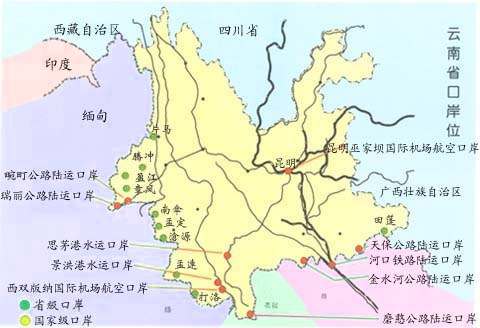 西藏自治区
四川省
云南省口岸位
印度
缅甸
片马
腾冲
盈江
章凤
畹町公路陆运口岸
瑞丽公路陆运口岸
昆明
昆明巫家坝国际机场航空口岸
广西壮族自治区
南伞
孟定
沧源
田蓬
思茅港水运口岸
天保公路陆运口岸
景洪港水运口岸
孟连
河口铁路陆运口岸
西双版纳国际机场航空口岸
打洛
金水河公路陆运口岸
省级口岸
国家级口岸
老挝
磨憨公路陆运口岸